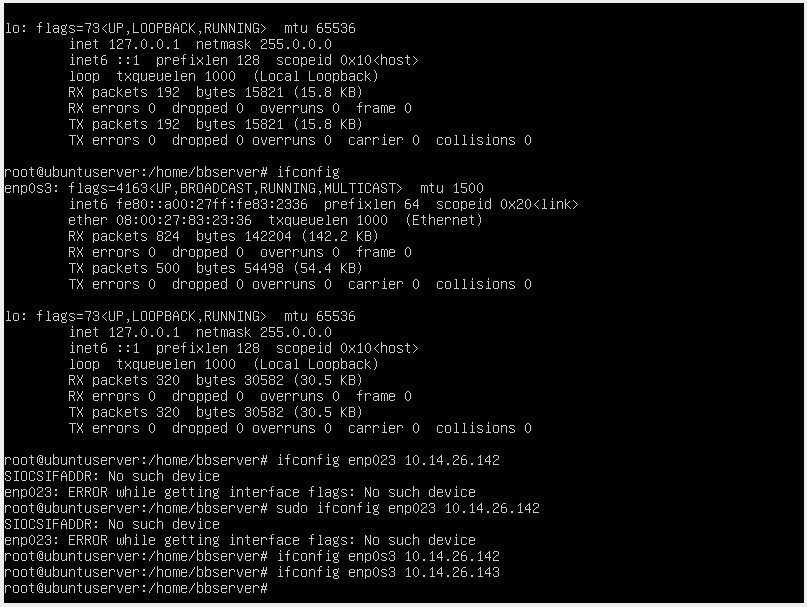 lo: flags=73<UP,LOOPBACK,RUNNING>  mtu 65536
        inet 127.0.0.1  netmask 255.0.0.0
        inet6 ::1  prefixlen 128  scopeid 0x10<host>
        loop  txqueuelen 1000  (Local Loopback)
        RX packets 192  bytes 15821 (15.8 KB)
        RX errors 0  dropped 0  overruns 0  frame 0
        TX packets 192  bytes 15821 (15.8 KB)
        TX errors 0  dropped 0 overruns 0  carrier 0  collisions 0
root@ubuntuserver:/home/bbserver# ifconfig
enp0s3: flags=4163<UP,BROADCAST,RUNNING,MULTICAST>  mtu 1500
        inet6 fe80::a00:27ff:fe83:2336  prefixlen 64  scopeid 0x20<link>
        ether 08:00:27:83:23:36  txqueuelen 1000  (Ethernet)
        RX packets 824  bytes 142204 (142.2 KB)
        RX errors 0  dropped 0  overruns 0  frame 0
        TX packets 500  bytes 54498 (54.4 KB)
        TX errors 0  dropped 0 overruns 0  carrier 0  collisions 0
lo: flags=73<UP,LOOPBACK,RUNNING>  mtu 65536
        inet 127.0.0.1  netmask 255.0.0.0
        inet6 ::1  prefixlen 128  scopeid 0x10<host>
        loop  txqueuelen 1000  (Local Loopback)
        RX packets 320  bytes 30582 (30.5 KB)
        RX errors 0  dropped 0  overruns 0  frame 0
        TX packets 320  bytes 30582 (30.5 KB)
        TX errors 0  dropped 0 overruns 0  carrier 0  collisions 0
root@ubuntuserver:/home/bbserver# ifconfig enp023 10.14.26.142
SIOCSIFADDR: No such device
enp023: ERROR while getting interface flags: No such device
root@ubuntuserver:/home/bbserver# sudo ifconfig enp023 10.14.26.142
SIOCSIFADDR: No such device
enp023: ERROR while getting interface flags: No such device
root@ubuntuserver:/home/bbserver# ifconfig enp0s3 10.14.26.142
root@ubuntuserver:/home/bbserver# ifconfig enp0s3 10.14.26.143
root@ubuntuserver:/home/bbserver#